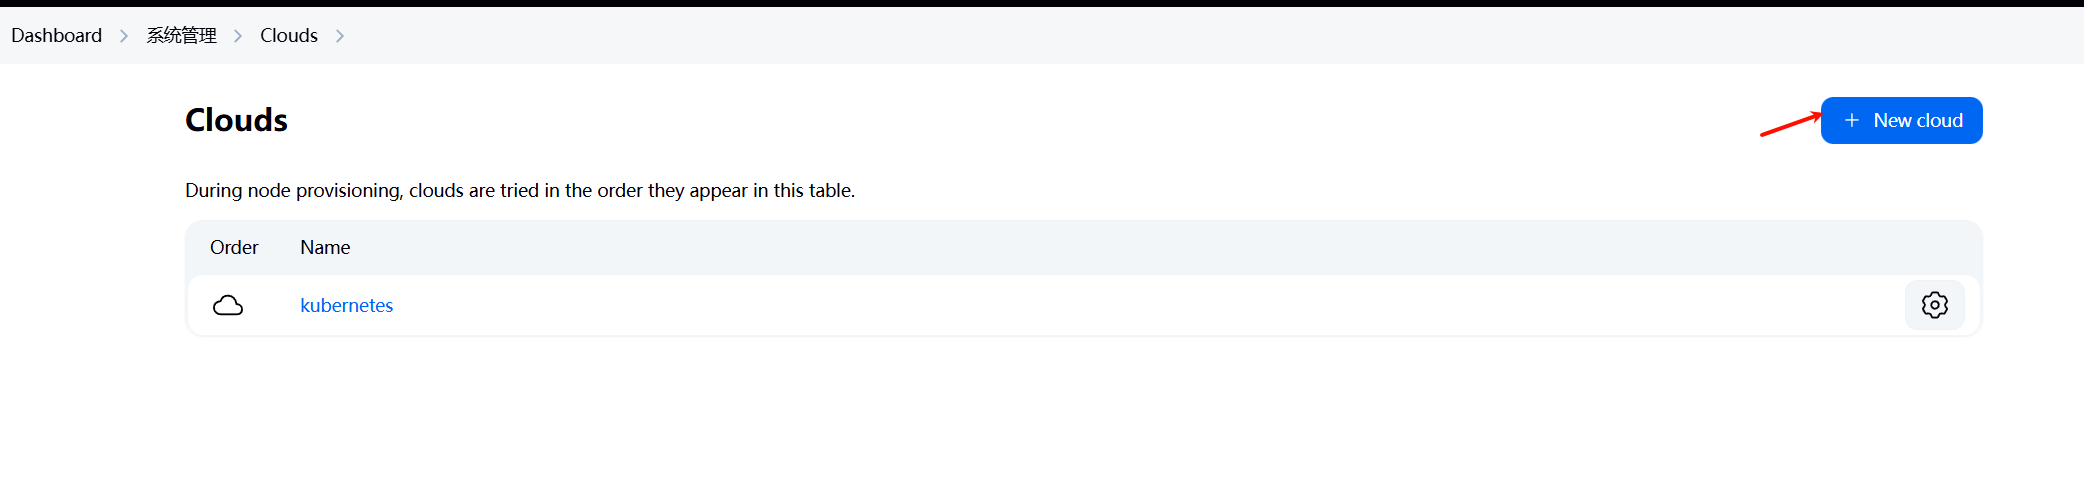 Dashboard 系统管理 Clouds
Clouds
New cloud
During node provisioning, clouds are tried in the order they appear in this table.
Order Name
kubernetes